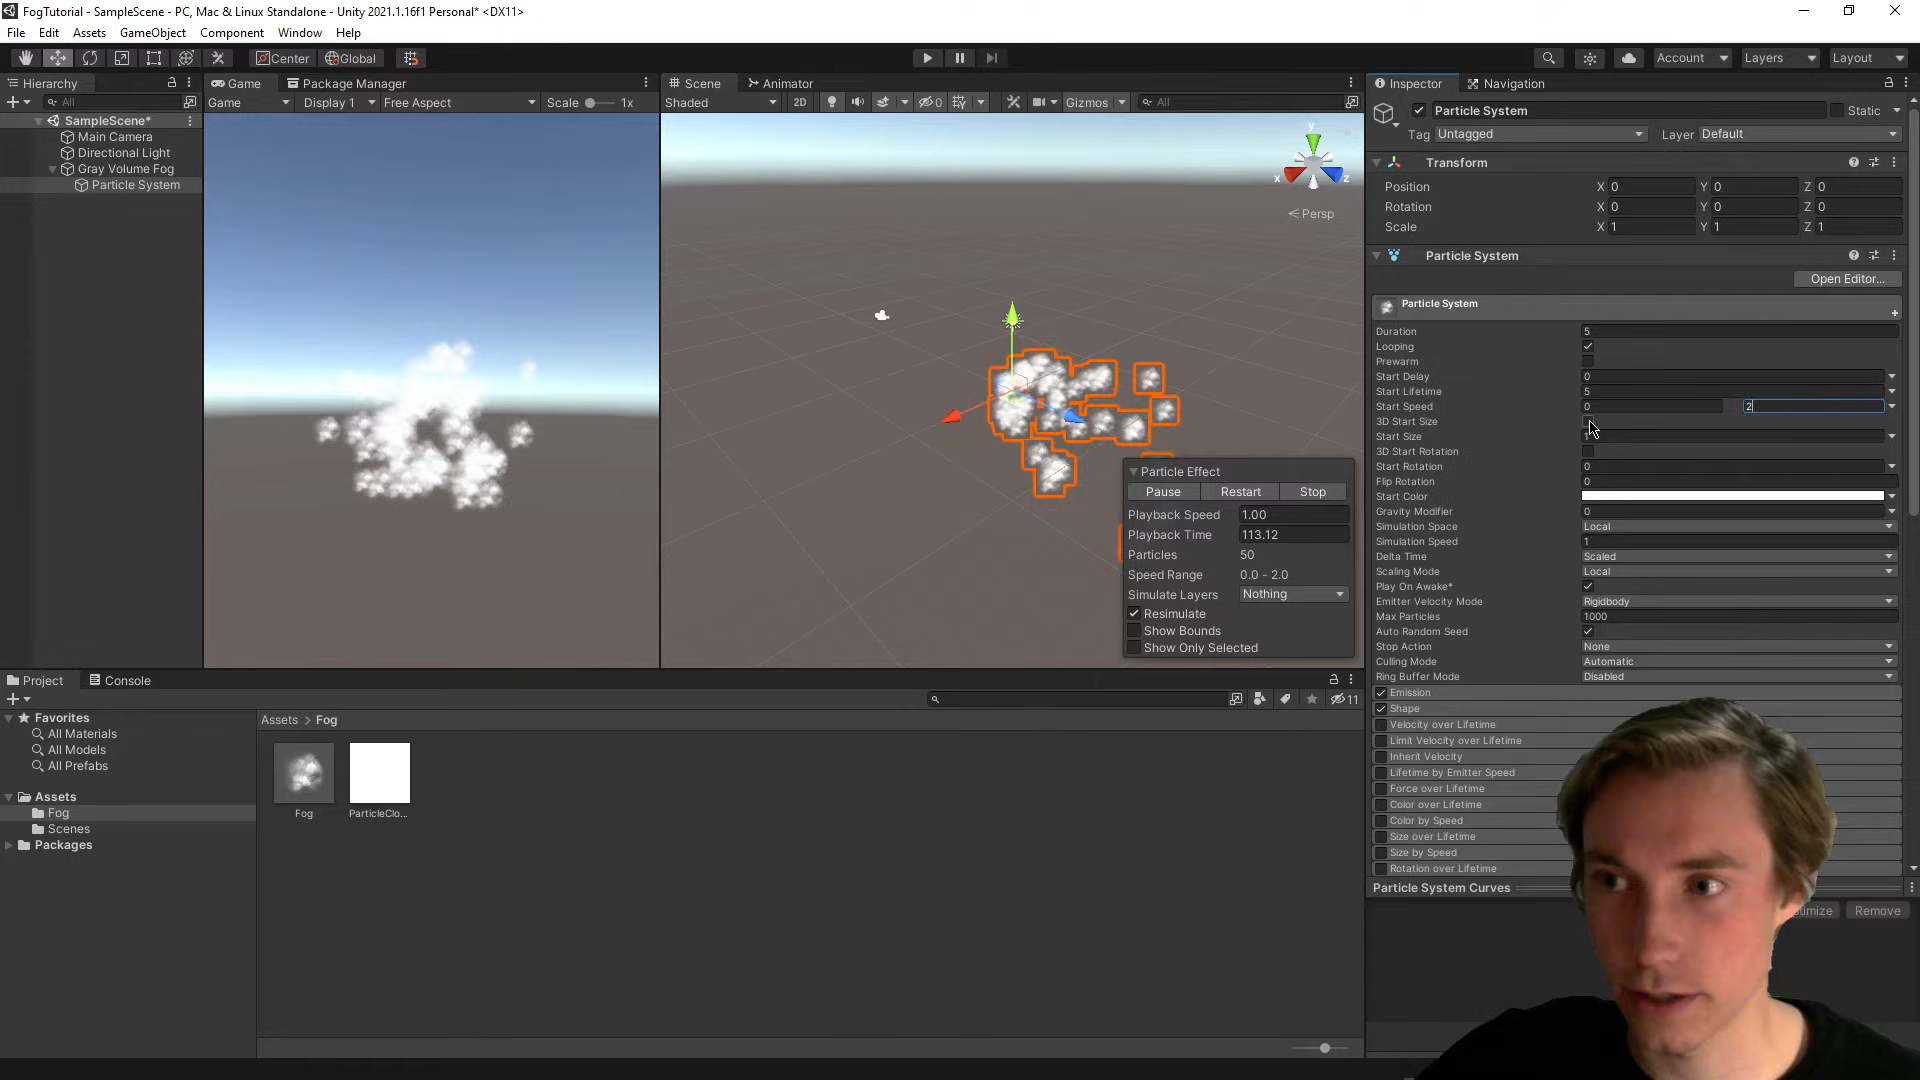 FogTutorial - SampleScene - PC, Mac & Linux Standalone - Unity 2021.1.16f1 Personal* <DX11>
File Edit Assets GameObject Component Window Help
Center Global Account Layers Layout
Hierarchy
All
SampleScene*
Main Camera
Directional Light
Gray Volume Fog
Particle System
Game Package Manager
Game Display 1 Free Aspect Scale 1x
Scene Animator
Shaded 2D 0 Gizmos All
y
x z
Persp
Particle Effect
Pause Restart Stop
Playback Speed 1.00
Playback Time 113.12
Particles 50
Speed Range 0.0 - 2.0
Simulate Layers Nothing
Resimulate
Show Bounds
Show Only Selected
Inspector Navigation
Particle System Static
Tag Untagged Layer Default
Transform
Position X 0 Y 0 Z 0
Rotation X 0 Y 0 Z 0
Scale X 1 Y 1 Z 1
Particle System
Open Editor...
Particle System
Duration 5
Looping
Prewarm
Start Delay 0
Start Lifetime 5
Start Speed 0 2
3D Start Size
Start Size 1
3D Start Rotation
Start Rotation 0
Flip Rotation 0
Start Color
Gravity Modifier 0
Simulation Space Local
Simulation Speed 1
Delta Time Scaled
Scaling Mode Local
Play On Awake*
Emitter Velocity Mode Rigidbody
Max Particles 1000
Auto Random Seed
Stop Action None
Culling Mode Automatic
Ring Buffer Mode Disabled
Emission
Shape
Velocity over Lifetime
Limit Velocity over Lifetime
Inherit Velocity
Lifetime by Emitter Speed
Force over Lifetime
Color over Lifetime
Color by Speed
Size over Lifetime
Size by Speed
Rotation over Lifetime
Particle System Curves
timize Remove
Project Console
11
Favorites
All Materials
All Models
All Prefabs
Assets
Fog
Scenes
Packages
Assets > Fog
Fog ParticleClo...